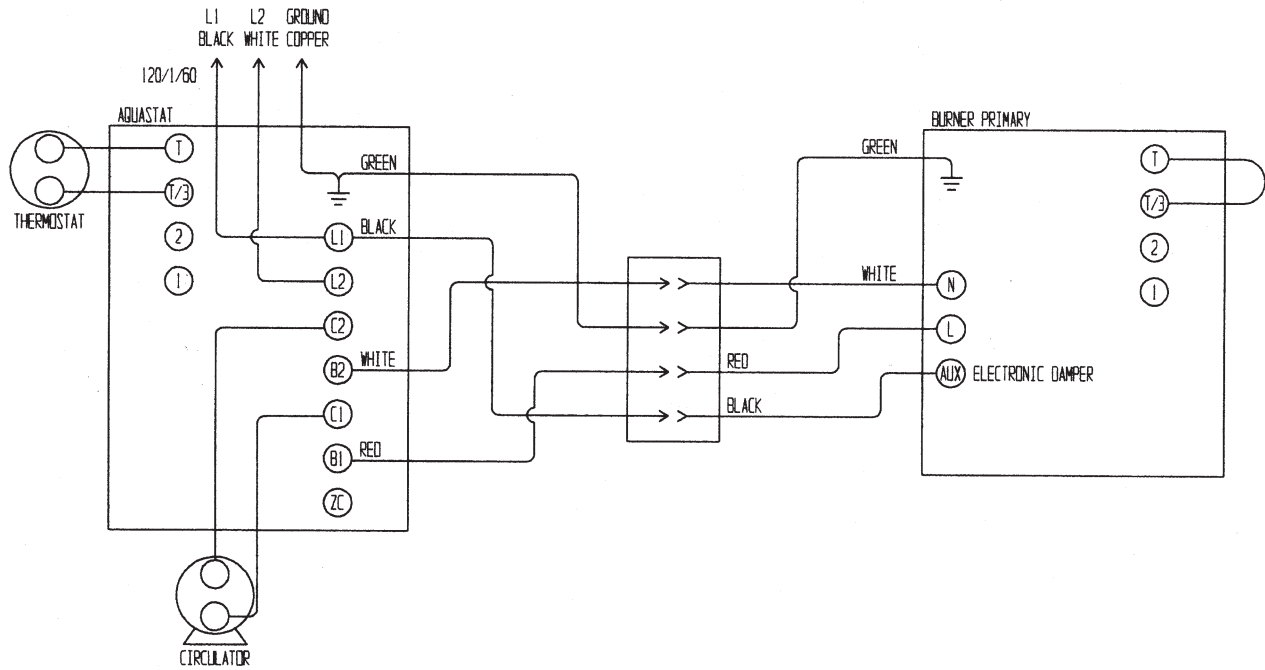 L1 L2 GROUND
BLACK WHITE COPPER
120/1/60
AQUASTAT
BURNER PRIMARY
T
GREEN
GREEN
T
T/3
T/3
THERMOSTAT
2
L1
BLACK
2
1
L2
WHITE
N
1
C2
L
B2
WHITE
RED
AUX
ELECTRONIC DAMPER
C1
BLACK
B1
RED
ZC
CIRCULATOR